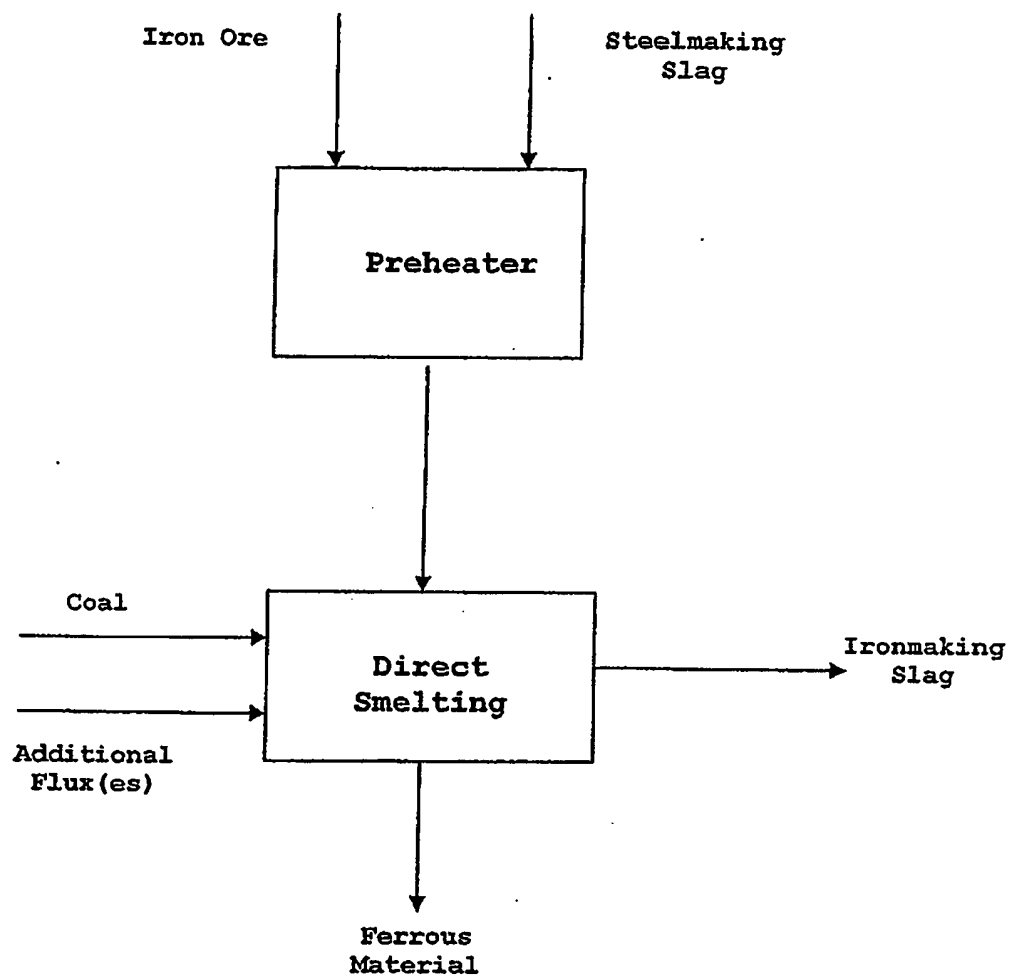 Iron Ore
Steelmaking
Slag
Preheater
Coal
Direct
Smelting
Ironmaking
Slag
Additional
Flux(es)
Ferrous
Material